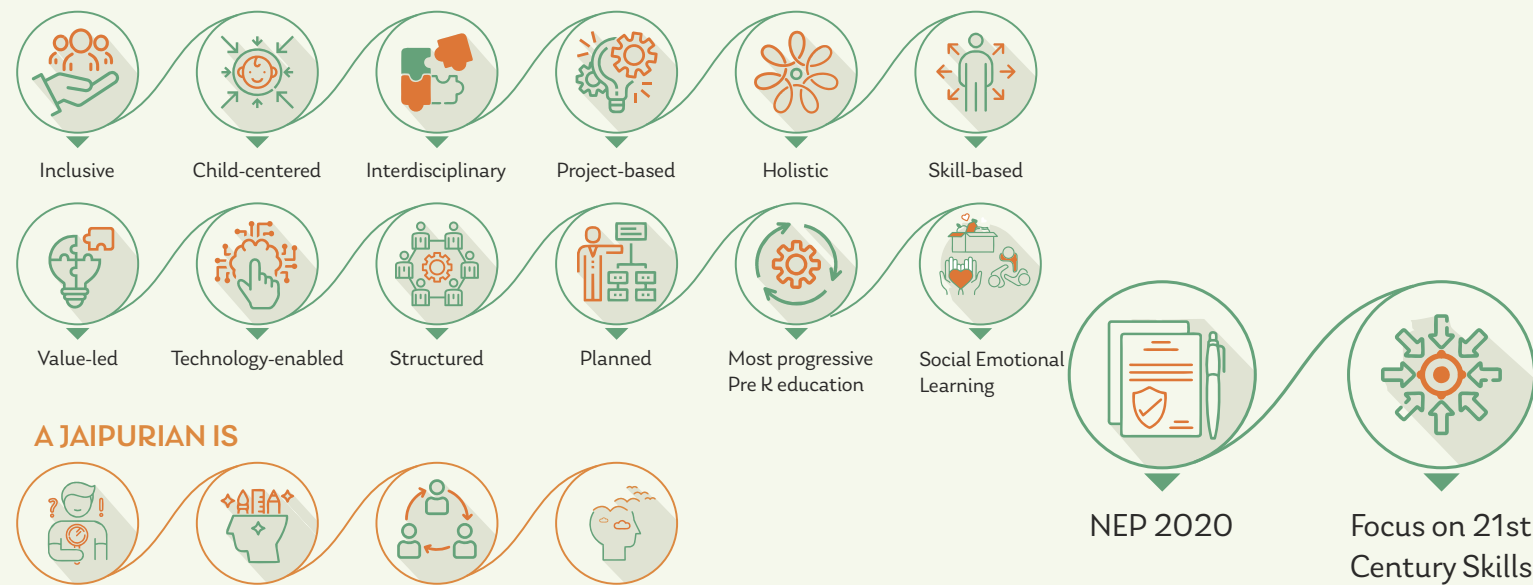 Inclusive
Child-centered
Interdisciplinary
Project-based
Holistic
Skill-based
Value-led
Technology-enabled
Structured
Planned
Most progressive
Pre K education
Social Emotional
Learning
A JAIPURIAN IS
NEP 2020
Focus on 21st
Century Skills